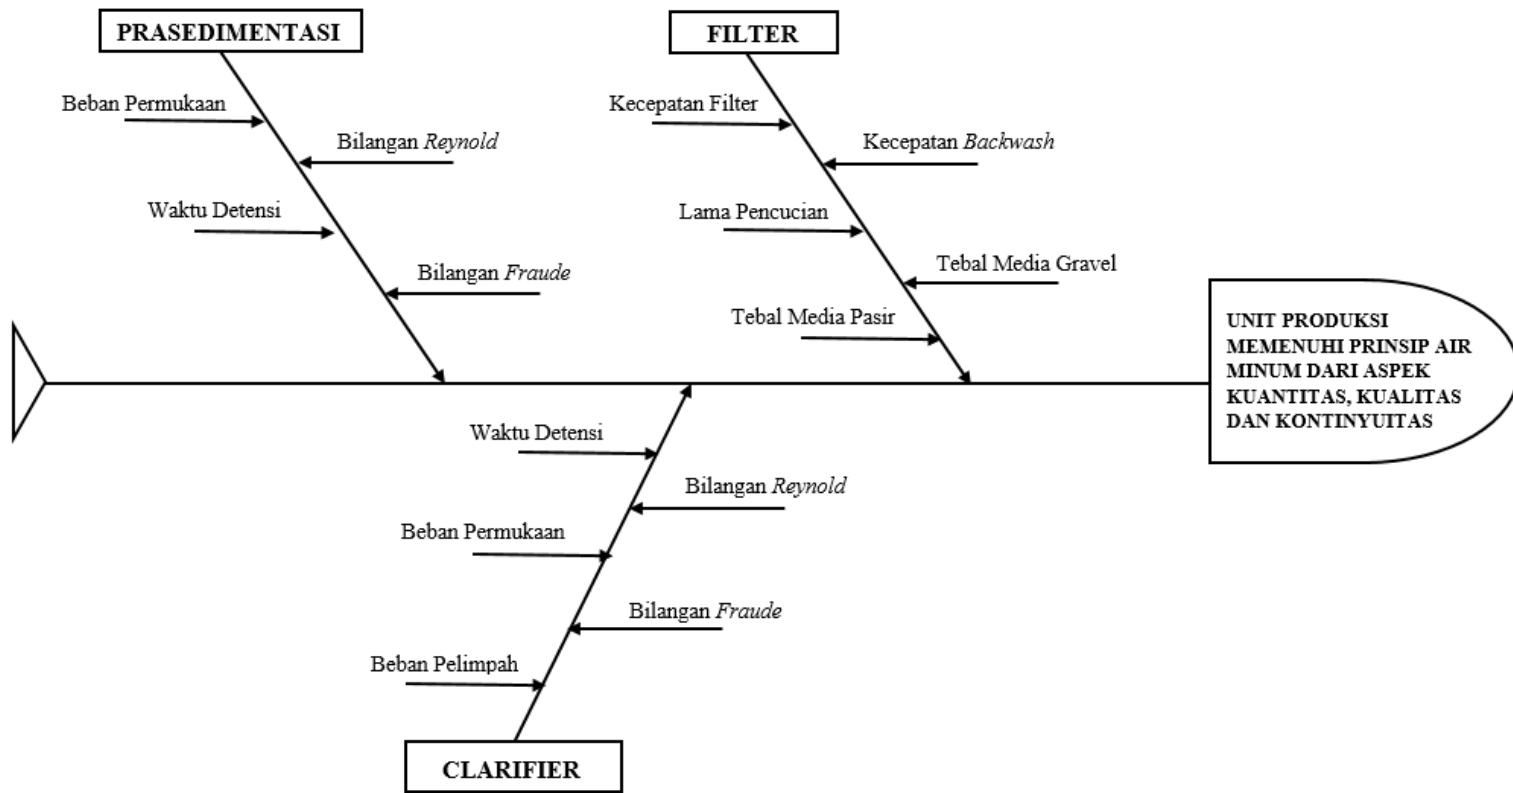 PRASEDIMENTASI
Beban Permukaan
Bilangan Reynold
Waktu Detensi
Bilangan Fraude
FILTER
Kecepatan Filter
Kecepatan Backwash
Lama Pencucian
Tebal Media Gravel
Tebal Media Pasir
UNIT PRODUKSI
MEMENUHI PRINSIP AIR
MINUM DARI ASPEK
KUANTITAS, KUALITAS
DAN KONTINYUITAS
Waktu Detensi
Bilangan Reynold
Beban Permukaan
Bilangan Fraude
Beban Pelimpah
CLARIFIER